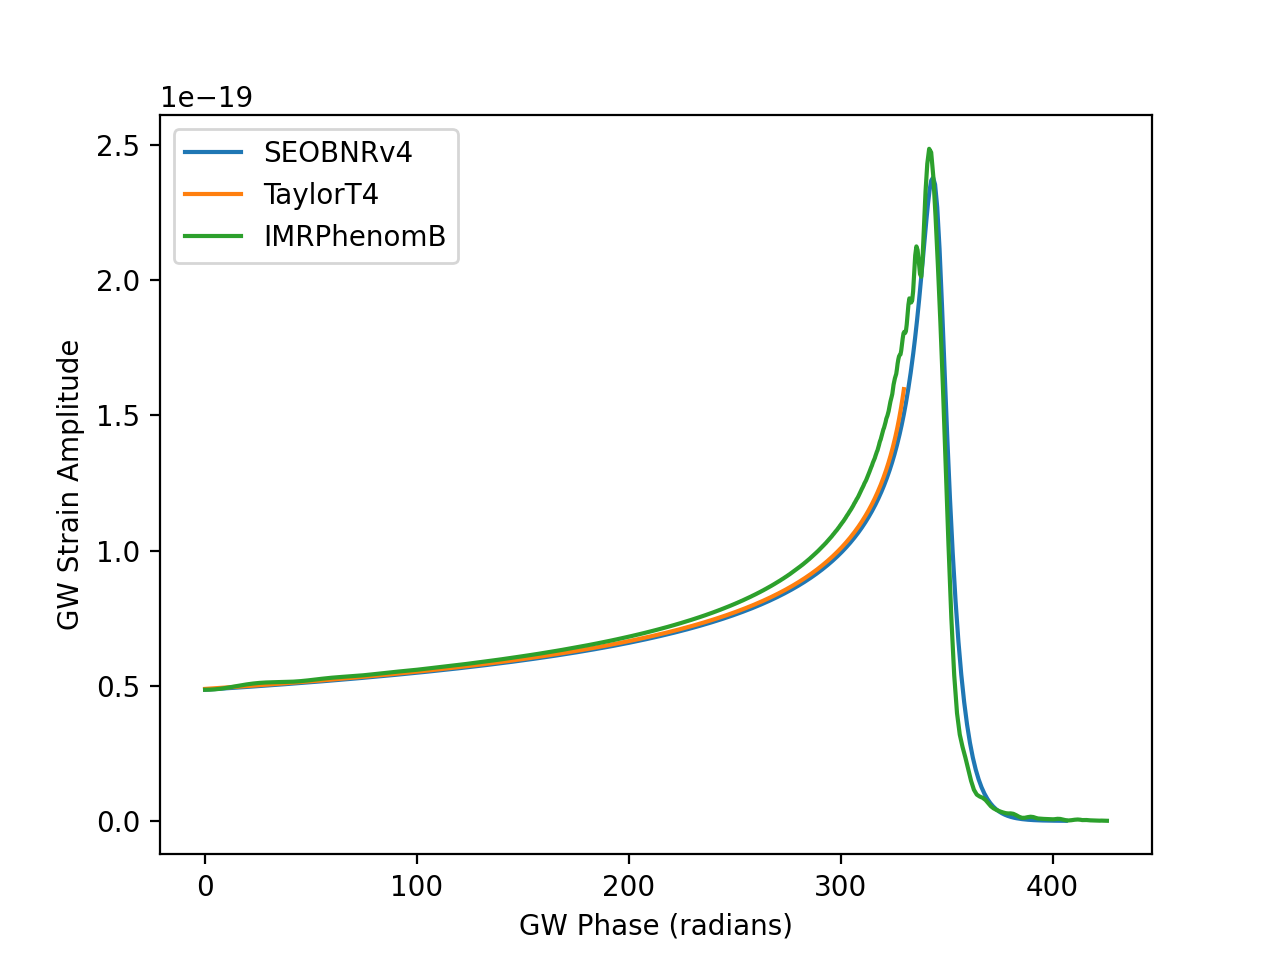 1e−19
2.5
2.0
1.5
1.0
0.5
0.0
GW Strain Amplitude
SEOBNRv4
TaylorT4
IMRPhenomB
0 100 200 300 400
GW Phase (radians)